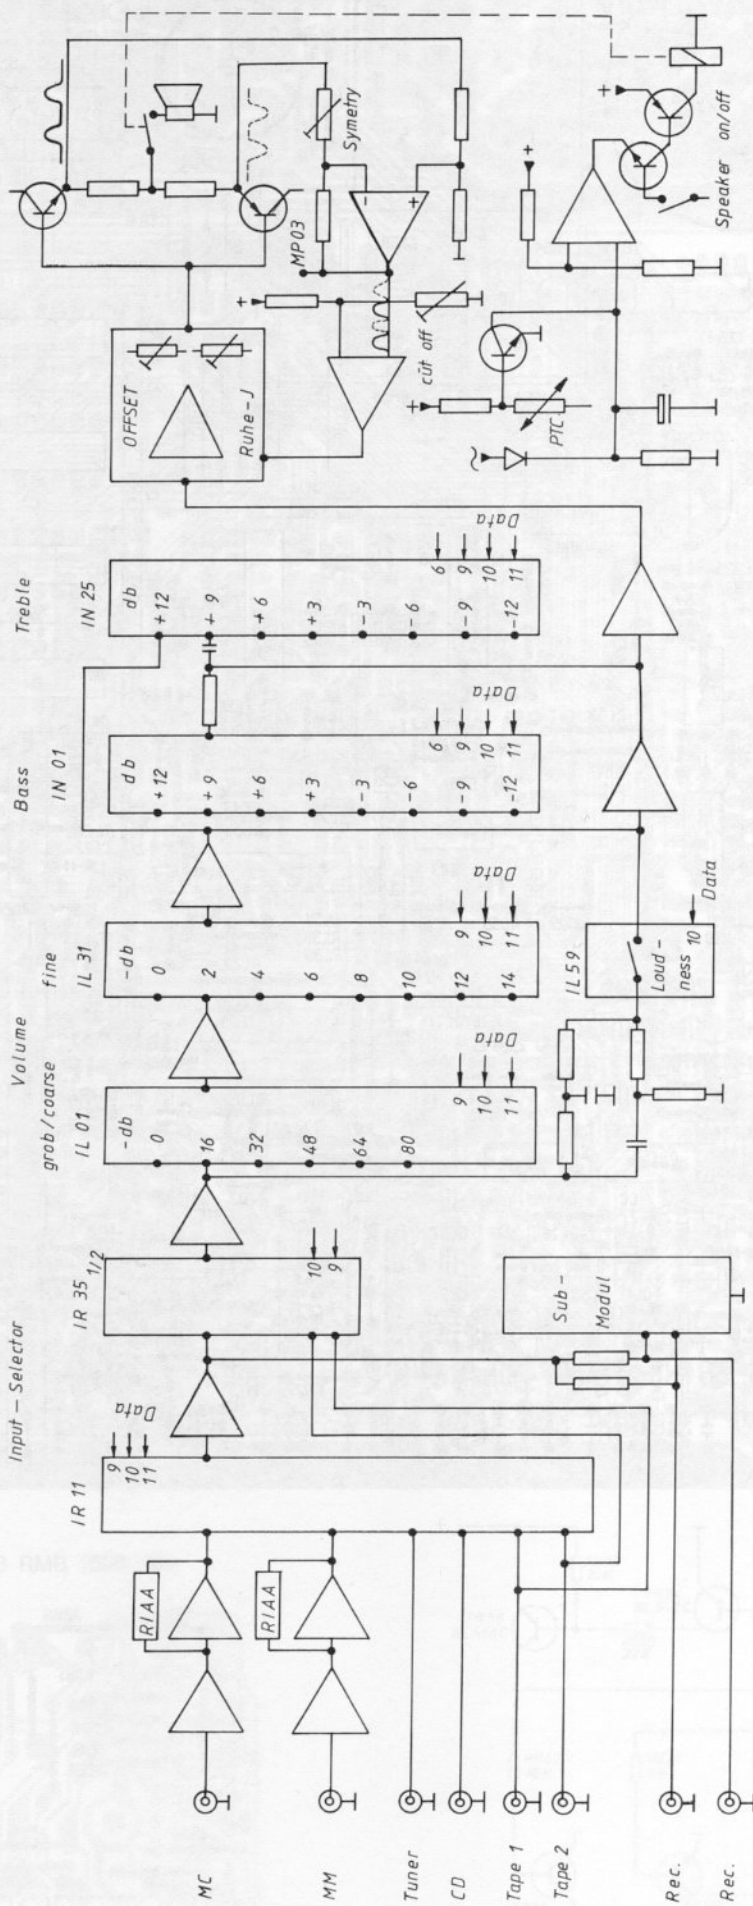 Input – Selector
Volume
Bass
Treble
grob/coarse
fine
IR 11
IR 35 1/2
IL 01
IL 31
IN 01
IN 25
MC
MM
Tuner
CD
Tape 1
Tape 2
Rec.
Rec.
RIAA
RIAA
9
10
11
Data
10
9
-db
0
16
32
48
64
80
9
10
11
Data
-db
0
2
4
6
8
10
12
14
9
10
11
Data
db
+12
+9
+6
+3
-3
-6
-9
-12
6
9
10
11
Data
db
+12
+9
+6
+3
-3
-6
-9
-12
6
9
10
11
Data
Sub-
Modul
IL59
Loud-
ness 10
Data
OFFSET
Ruhe-J
MP03
Symetry
-
+
+
cut off
+
PTC
~
+
+
Speaker on/off